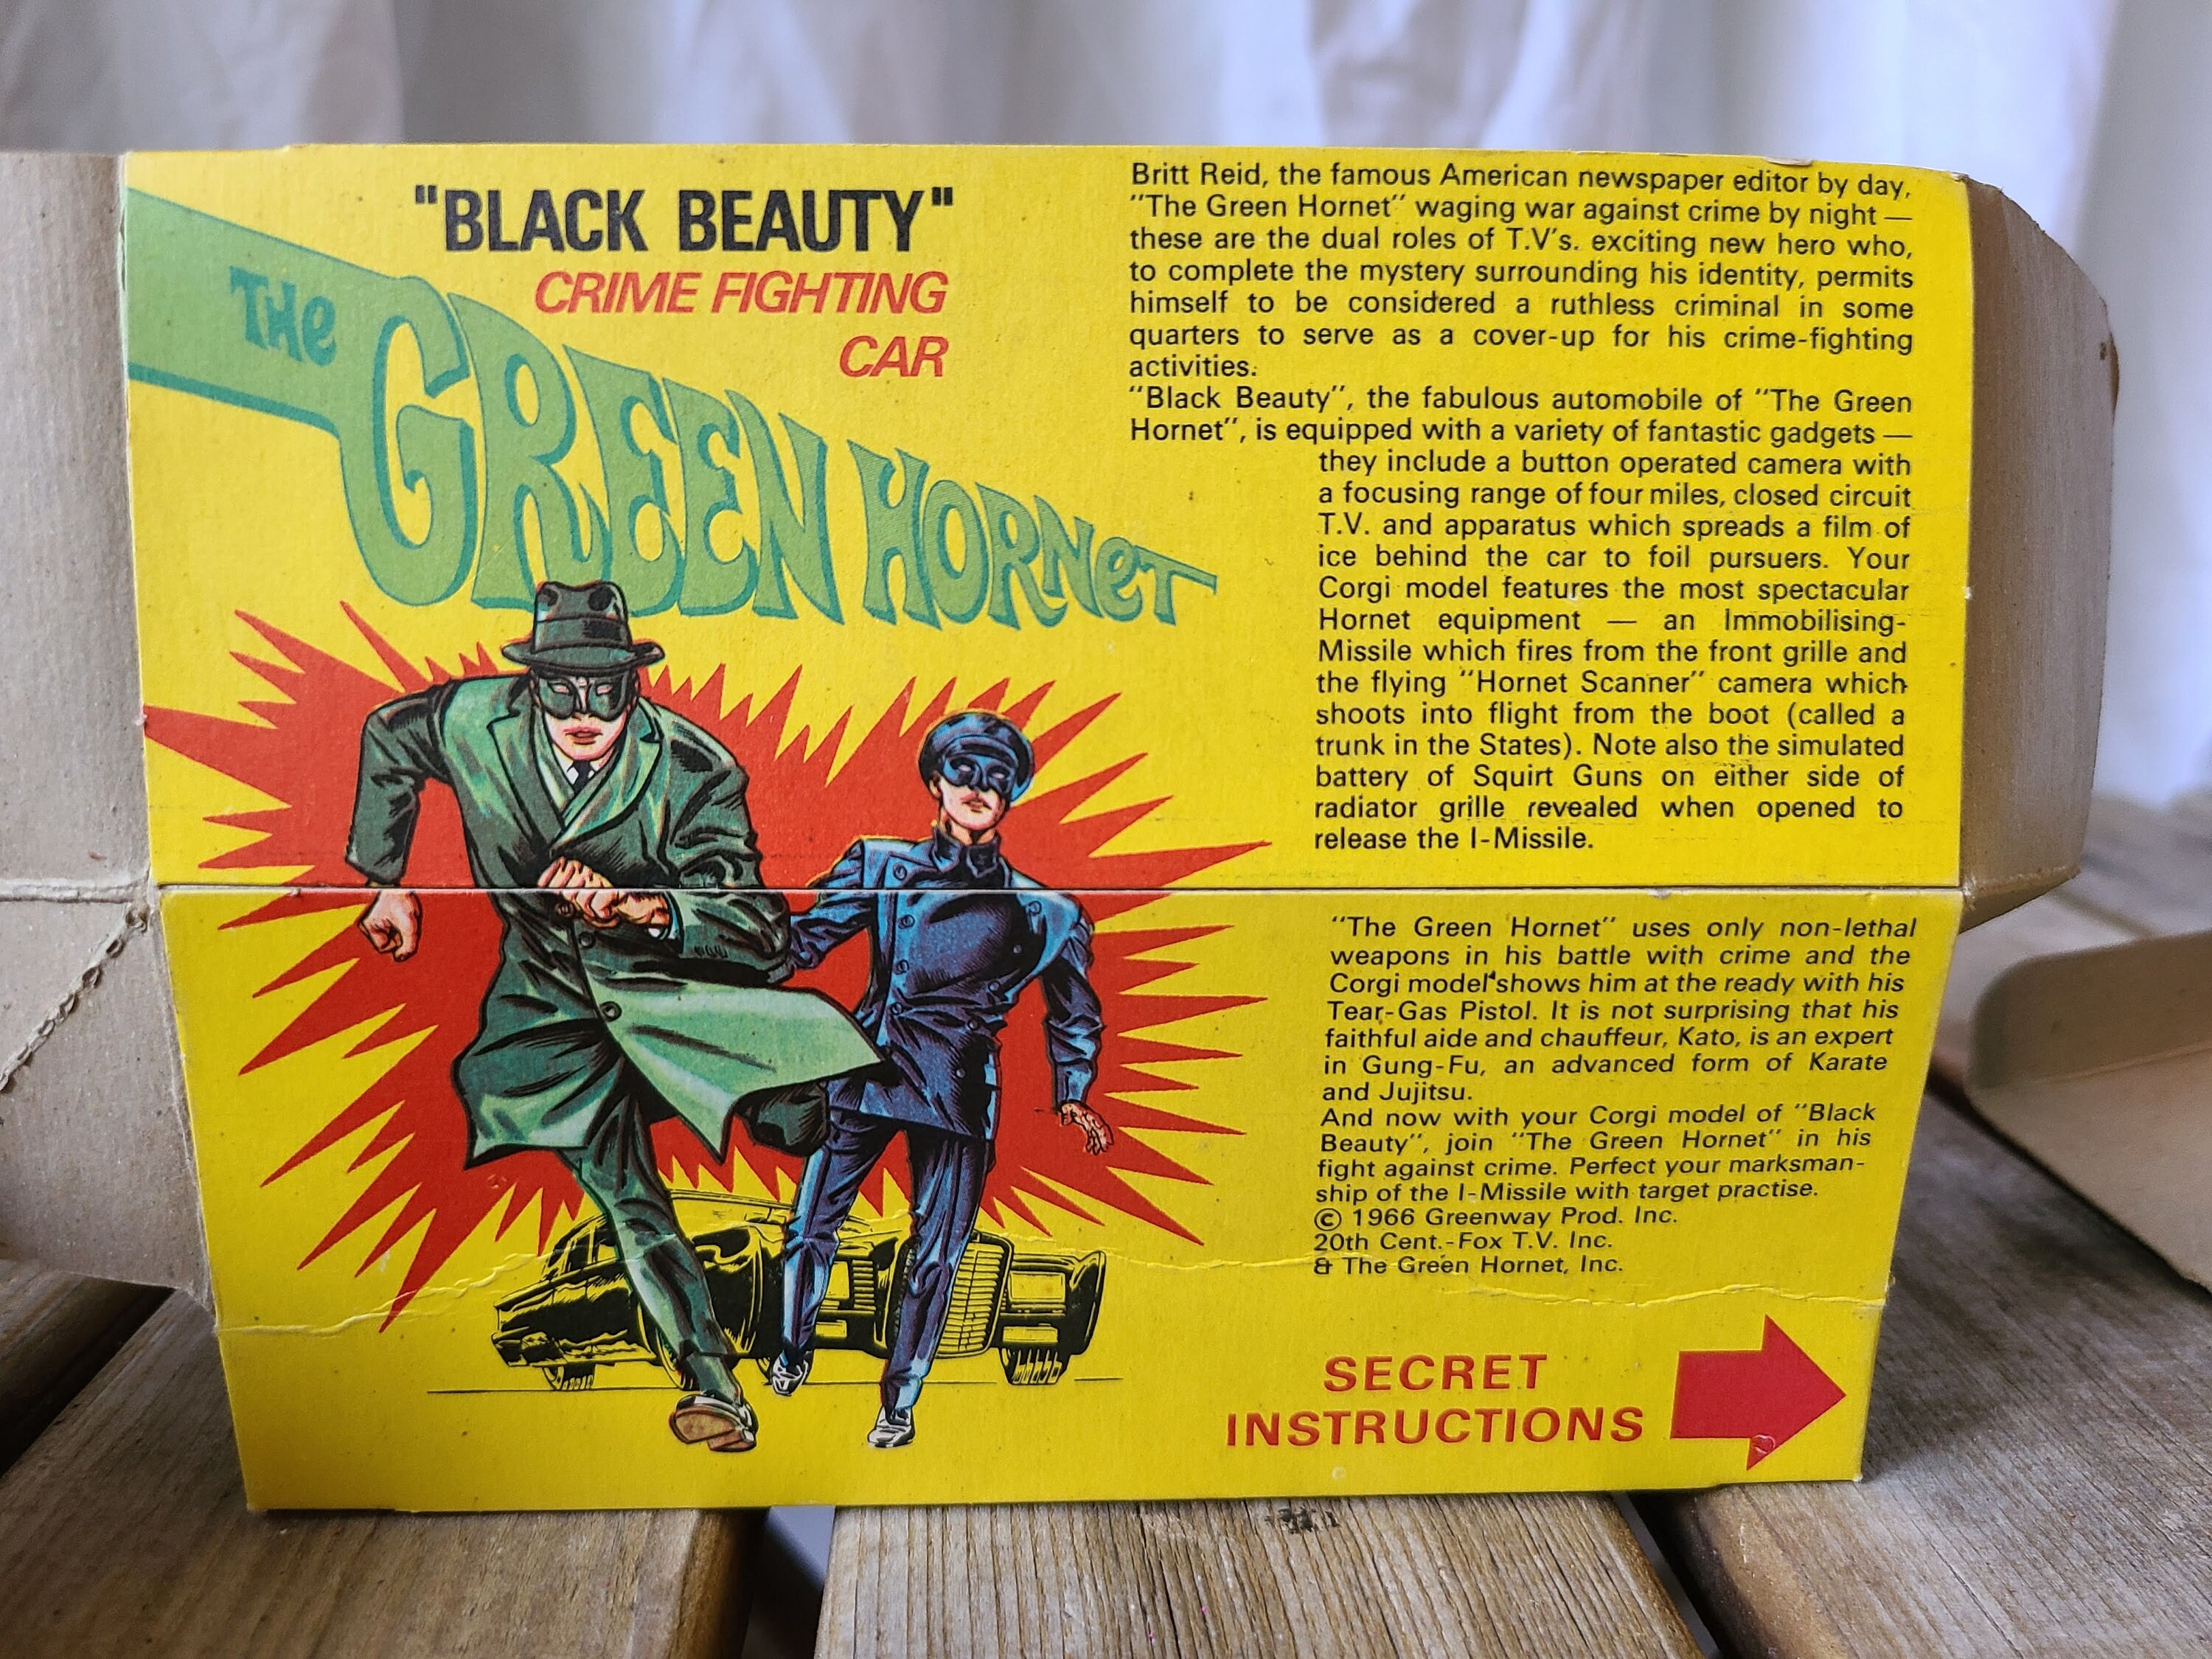 "BLACK BEAUTY"
CRIME FIGHTING
CAR
THE GREEN HORNET
Britt Reid, the famous American newspaper editor by day,
"The Green Hornet" waging war against crime by night —
these are the dual roles of T.V's. exciting new hero who,
to complete the mystery surrounding his identity, permits
himself to be considered a ruthless criminal in some
quarters to serve as a cover-up for his crime-fighting
activities.
"Black Beauty", the fabulous automobile of "The Green
Hornet", is equipped with a variety of fantastic gadgets —
they include a button operated camera with
a focusing range of four miles, closed circuit
T.V. and apparatus which spreads a film of
ice behind the car to foil pursuers. Your
Corgi model features the most spectacular
Hornet equipment — an Immobilising-
Missile which fires from the front grille and
the flying "Hornet Scanner" camera which
shoots into flight from the boot (called a
trunk in the States). Note also the simulated
battery of Squirt Guns on either side of
radiator grille revealed when opened to
release the I-Missile.
"The Green Hornet" uses only non-lethal
weapons in his battle with crime and the
Corgi model shows him at the ready with his
Tear-Gas Pistol. It is not surprising that his
faithful aide and chauffeur, Kato, is an expert
in Gung-Fu, an advanced form of Karate
and Jujitsu.
And now with your Corgi model of "Black
Beauty", join "The Green Hornet" in his
fight against crime. Perfect your marksman-
ship of the I-Missile with target practise.
© 1966 Greenway Prod. Inc.
20th Cent.-Fox T.V. Inc.
& The Green Hornet, Inc.
SECRET
INSTRUCTIONS